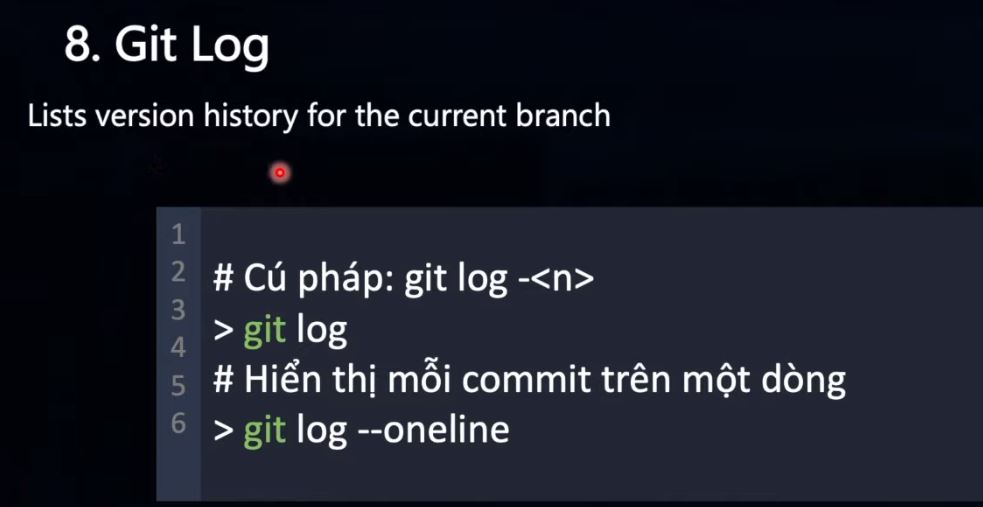 8. Git Log
Lists version history for the current branch
1
2 # Cú pháp: git log -<n>
3 > git log
4 # Hiển thị mỗi commit trên một dòng
5 > git log --oneline
6